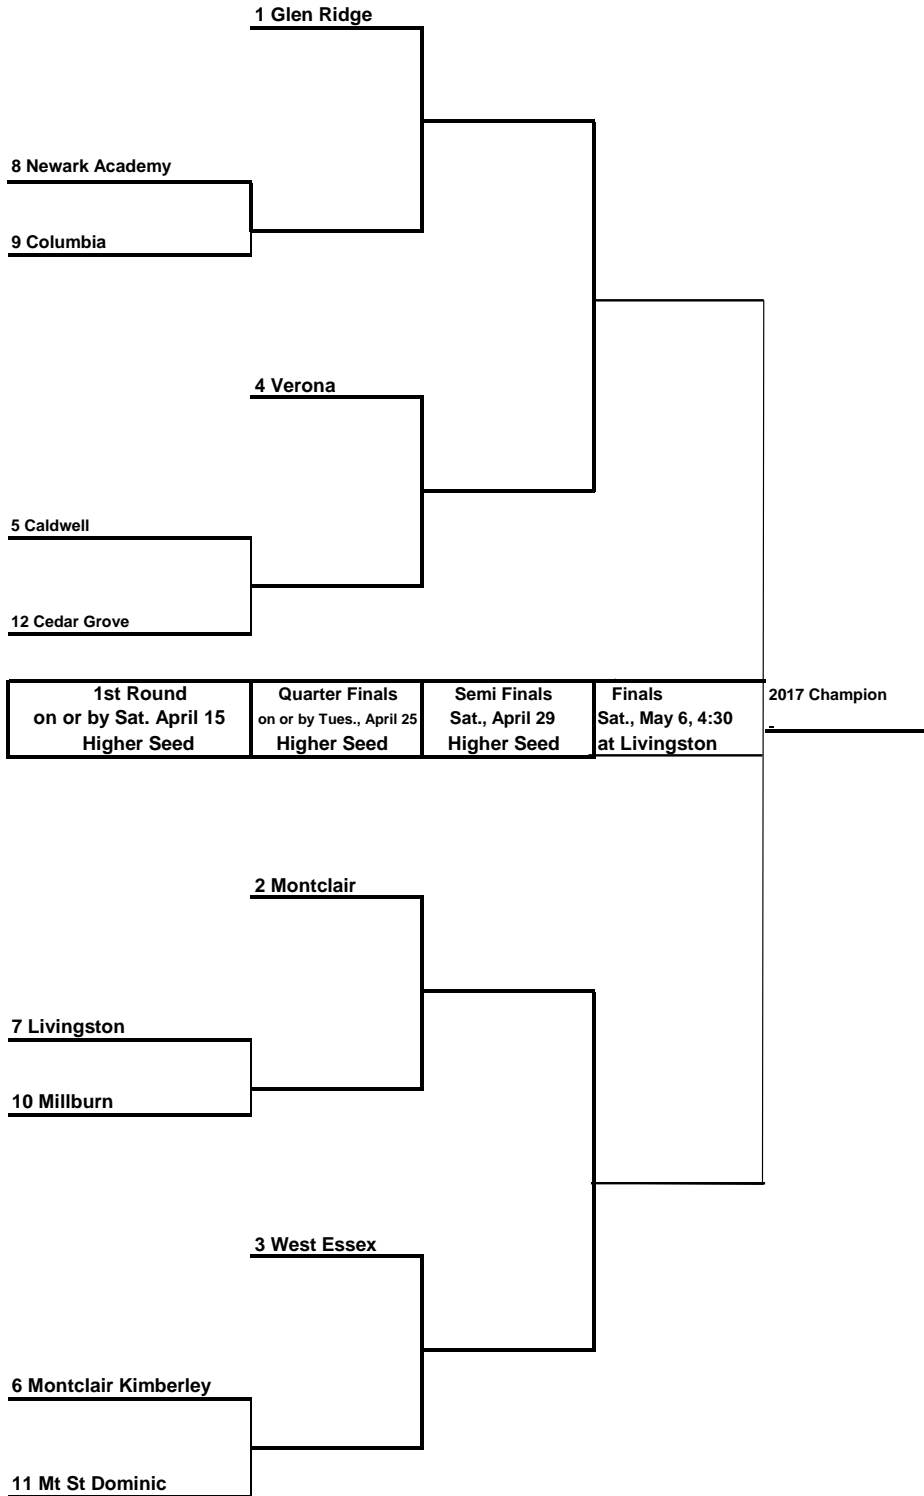 1 Glen Ridge
8 Newark Academy
9 Columbia
4 Verona
5 Caldwell
12 Cedar Grove
1st Round
on or by Sat. April 15
Higher Seed
Quarter Finals
on or by Tues., April 25
Higher Seed
Semi Finals
Sat., April 29
Higher Seed
Finals
Sat., May 6, 4:30
at Livingston
2017 Champion
-
2 Montclair
7 Livingston
10 Millburn
3 West Essex
6 Montclair Kimberley
11 Mt St Dominic